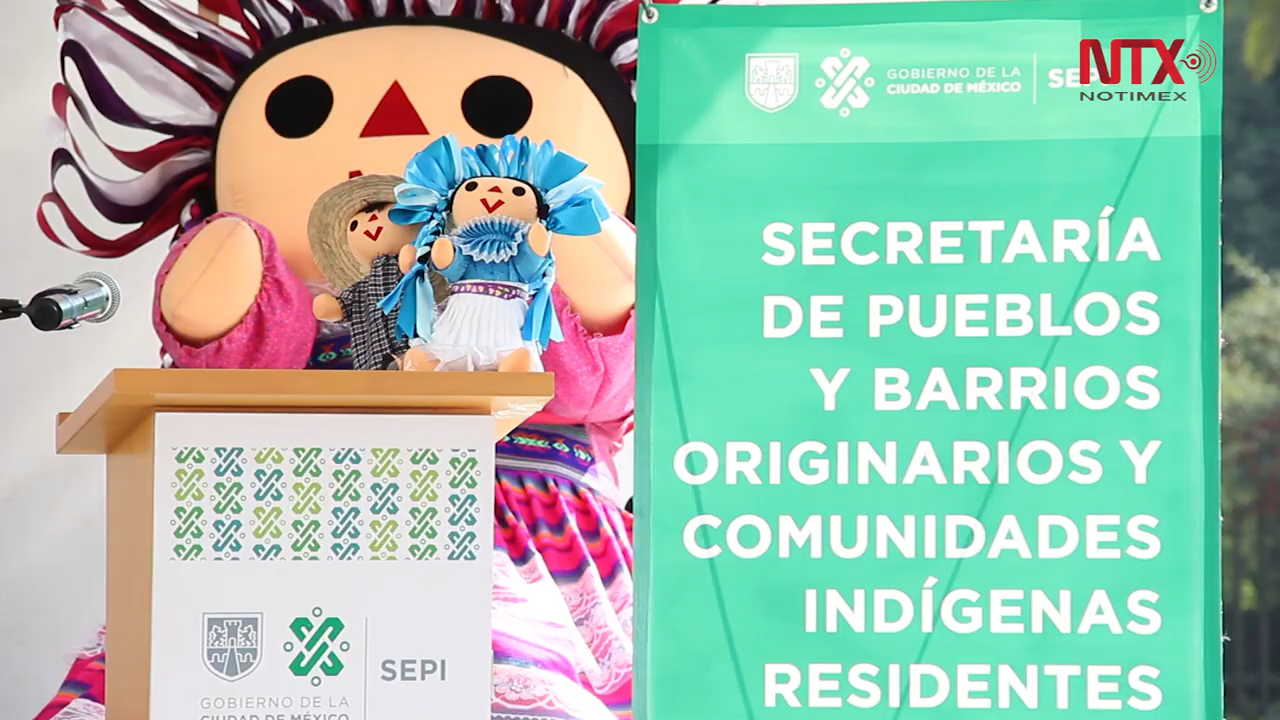 NTX
NOTIMEX
GOBIERNO DE LA
CIUDAD DE MÉXICO
SECRETARÍA
DE PUEBLOS
Y BARRIOS
ORIGINARIOS Y
COMUNIDADES
INDÍGENAS
RESIDENTES
GOBIERNO DE LA
CIUDAD DE MÉXICO
SEPI